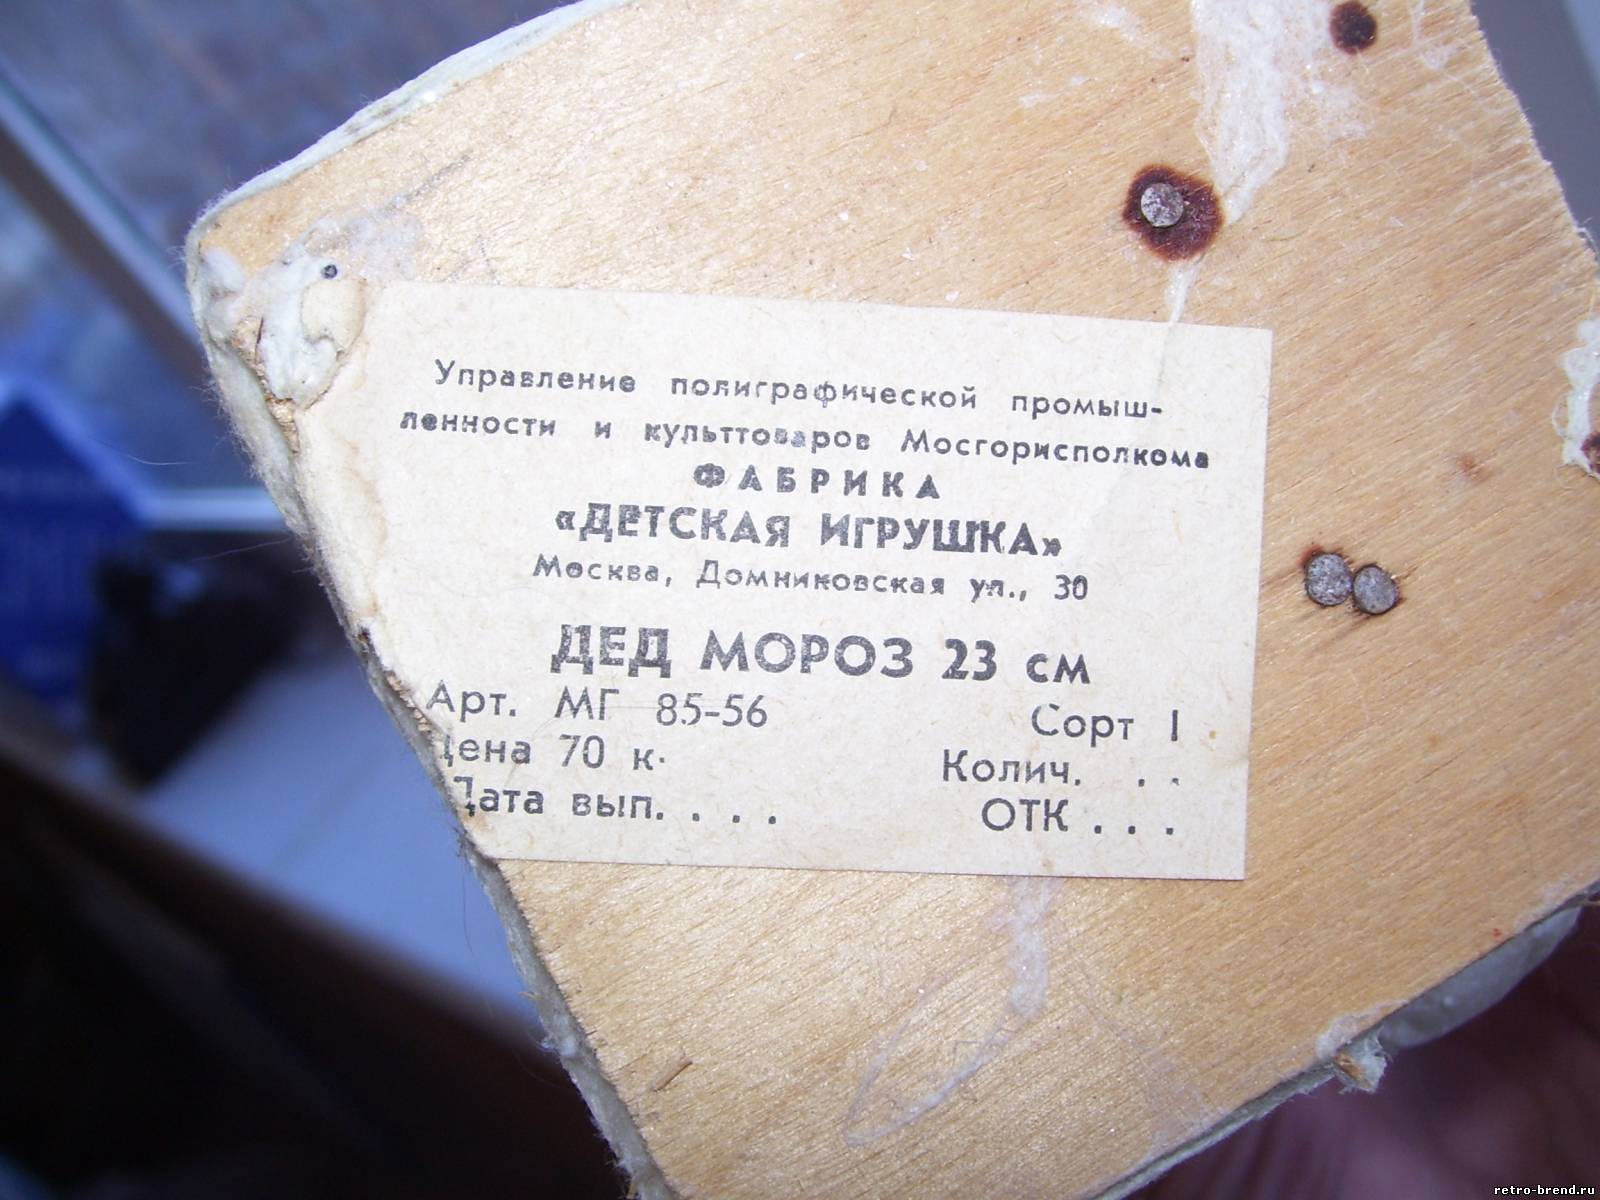 Управление полиграфической промыш-
ленности и культтоваров Мосгорисполкома
ФАБРИКА
«ДЕТСКАЯ ИГРУШКА»
Москва, Домниковская ул., 30
ДЕД МОРОЗ 23 см
Арт. МГ 85-56 Сорт I
Цена 70 к. Колич. . .
Дата вып. . . . ОТК . . .
retro-brend.ru